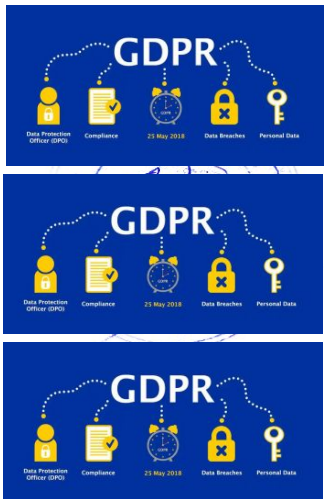 GDPR
Data Protection
Officer (DPO)
Compliance
25 May 2018
Data Breaches
Personal Data
GDPR
Data Protection
Officer (DPO)
Compliance
25 May 2018
Data Breaches
Personal Data
GDPR
Data Protection
Officer (DPO)
Compliance
25 May 2018
Data Breaches
Personal Data